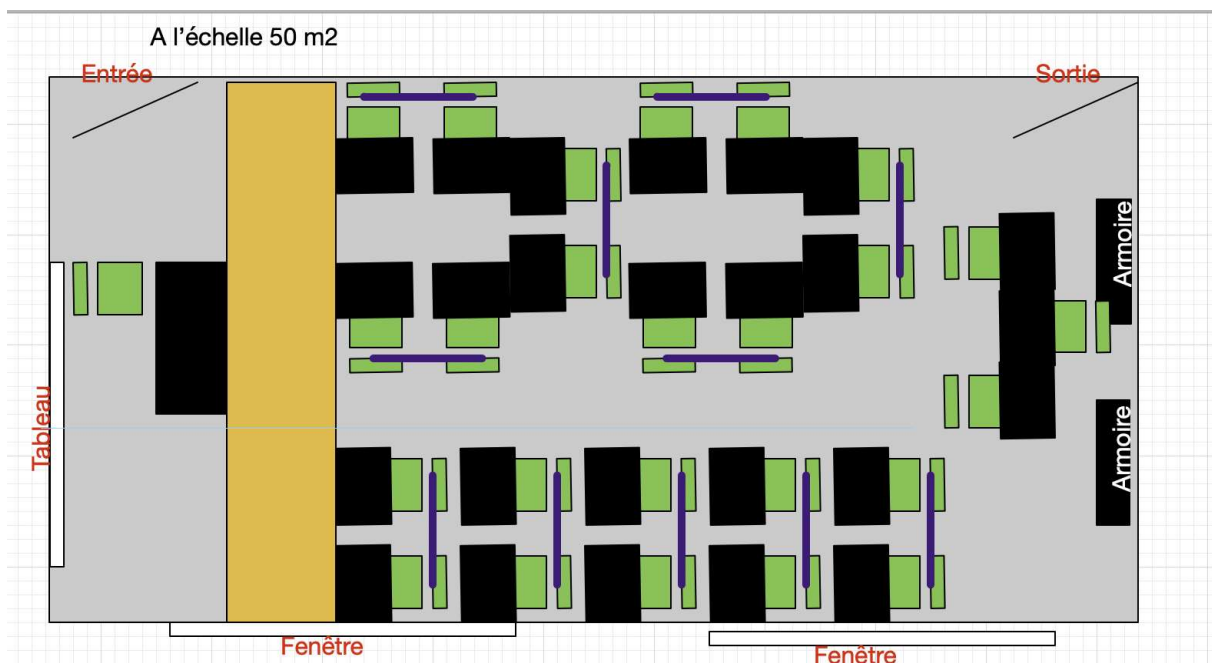 A l’échelle 50 m2
Entrée
Sortie
Armoire
Tableau
Armoire
Fenêtre
Fenêtre